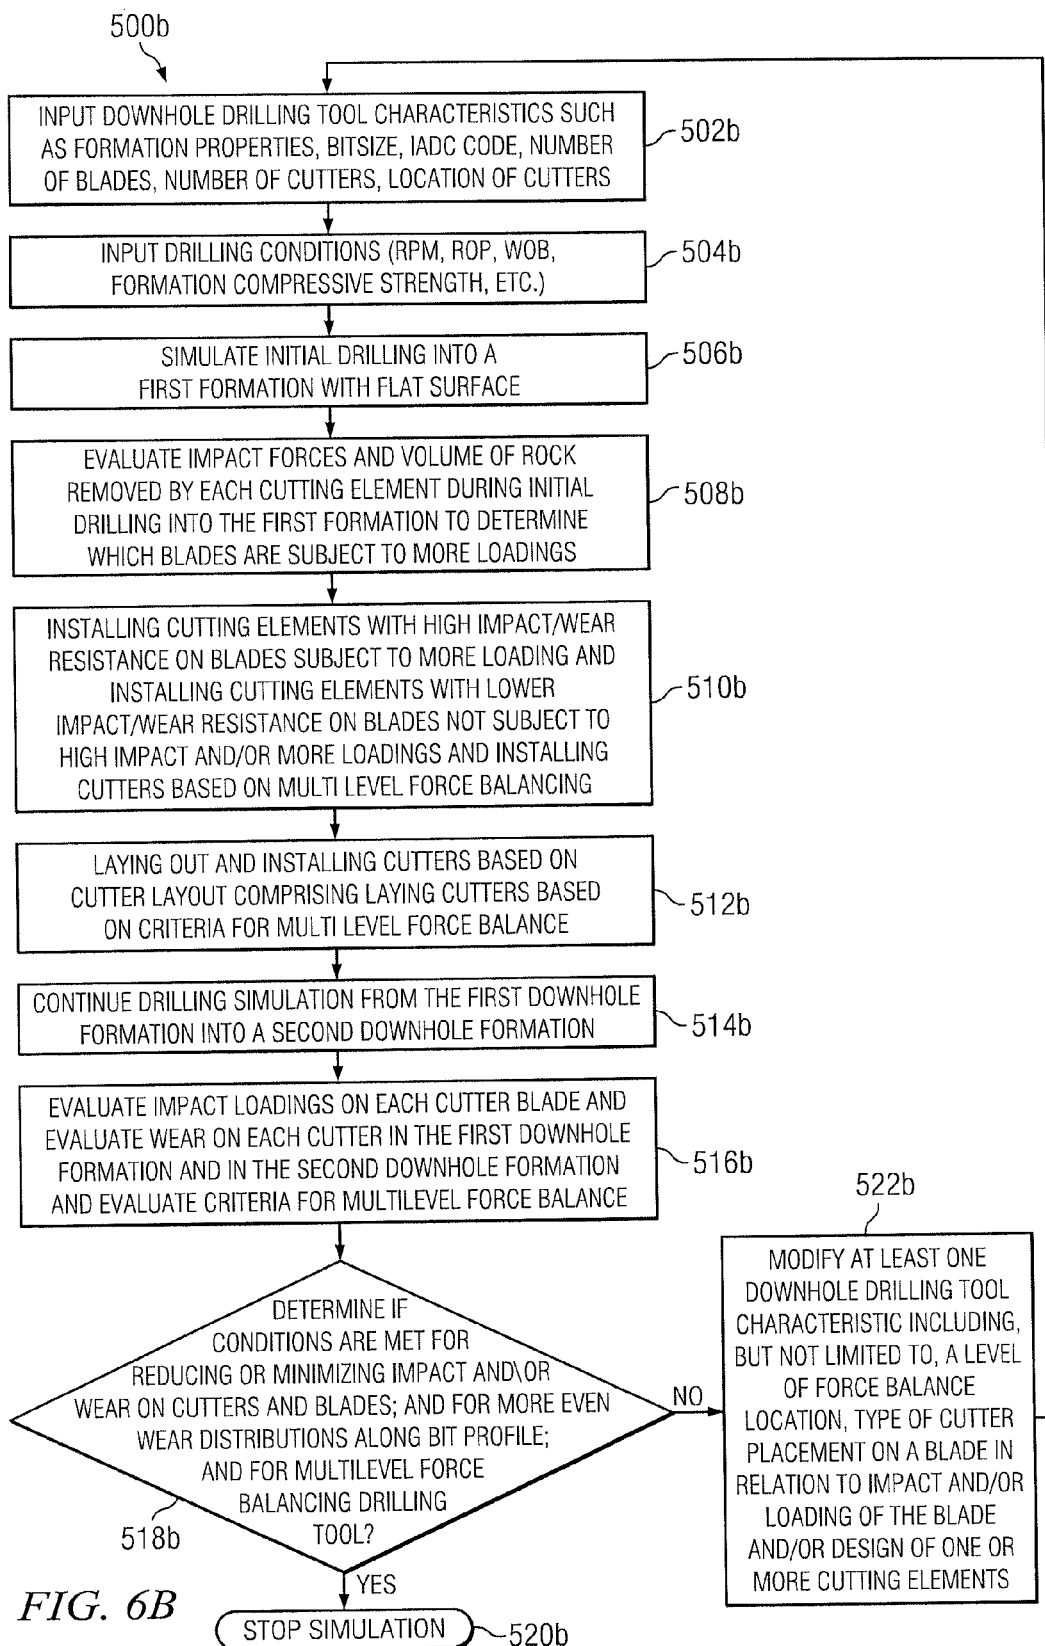 500b
INPUT DOWNHOLE DRILLING TOOL CHARACTERISTICS SUCH
AS FORMATION PROPERTIES, BITSIZE, IADC CODE, NUMBER
OF BLADES, NUMBER OF CUTTERS, LOCATION OF CUTTERS
502b
INPUT DRILLING CONDITIONS (RPM, ROP, WOB,
FORMATION COMPRESSIVE STRENGTH, ETC.)
504b
SIMULATE INITIAL DRILLING INTO A
FIRST FORMATION WITH FLAT SURFACE
506b
EVALUATE IMPACT FORCES AND VOLUME OF ROCK
REMOVED BY EACH CUTTING ELEMENT DURING INITIAL
DRILLING INTO THE FIRST FORMATION TO DETERMINE
WHICH BLADES ARE SUBJECT TO MORE LOADINGS
508b
INSTALLING CUTTING ELEMENTS WITH HIGH IMPACT/WEAR
RESISTANCE ON BLADES SUBJECT TO MORE LOADING AND
INSTALLING CUTTING ELEMENTS WITH LOWER
IMPACT/WEAR RESISTANCE ON BLADES NOT SUBJECT TO
HIGH IMPACT AND/OR MORE LOADINGS AND INSTALLING
CUTTERS BASED ON MULTI LEVEL FORCE BALANCING
510b
LAYING OUT AND INSTALLING CUTTERS BASED ON
CUTTER LAYOUT COMPRISING LAYING CUTTERS BASED
ON CRITERIA FOR MULTI LEVEL FORCE BALANCE
512b
CONTINUE DRILLING SIMULATION FROM THE FIRST DOWNHOLE
FORMATION INTO A SECOND DOWNHOLE FORMATION
514b
EVALUATE IMPACT LOADINGS ON EACH CUTTER BLADE AND
EVALUATE WEAR ON EACH CUTTER IN THE FIRST DOWNHOLE
FORMATION AND IN THE SECOND DOWNHOLE FORMATION
AND EVALUATE CRITERIA FOR MULTILEVEL FORCE BALANCE
516b
DETERMINE IF
CONDITIONS ARE MET FOR
REDUCING OR MINIMIZING IMPACT AND\OR
WEAR ON CUTTERS AND BLADES; AND FOR MORE EVEN
WEAR DISTRIBUTIONS ALONG BIT PROFILE;
AND FOR MULTILEVEL FORCE
BALANCING DRILLING
TOOL?
518b
NO
522b
MODIFY AT LEAST ONE
DOWNHOLE DRILLING TOOL
CHARACTERISTIC INCLUDING,
BUT NOT LIMITED TO, A LEVEL
OF FORCE BALANCE
LOCATION, TYPE OF CUTTER
PLACEMENT ON A BLADE IN
RELATION TO IMPACT AND/OR
LOADING OF THE BLADE
AND/OR DESIGN OF ONE OR
MORE CUTTING ELEMENTS
YES
STOP SIMULATION
520b
FIG. 6B